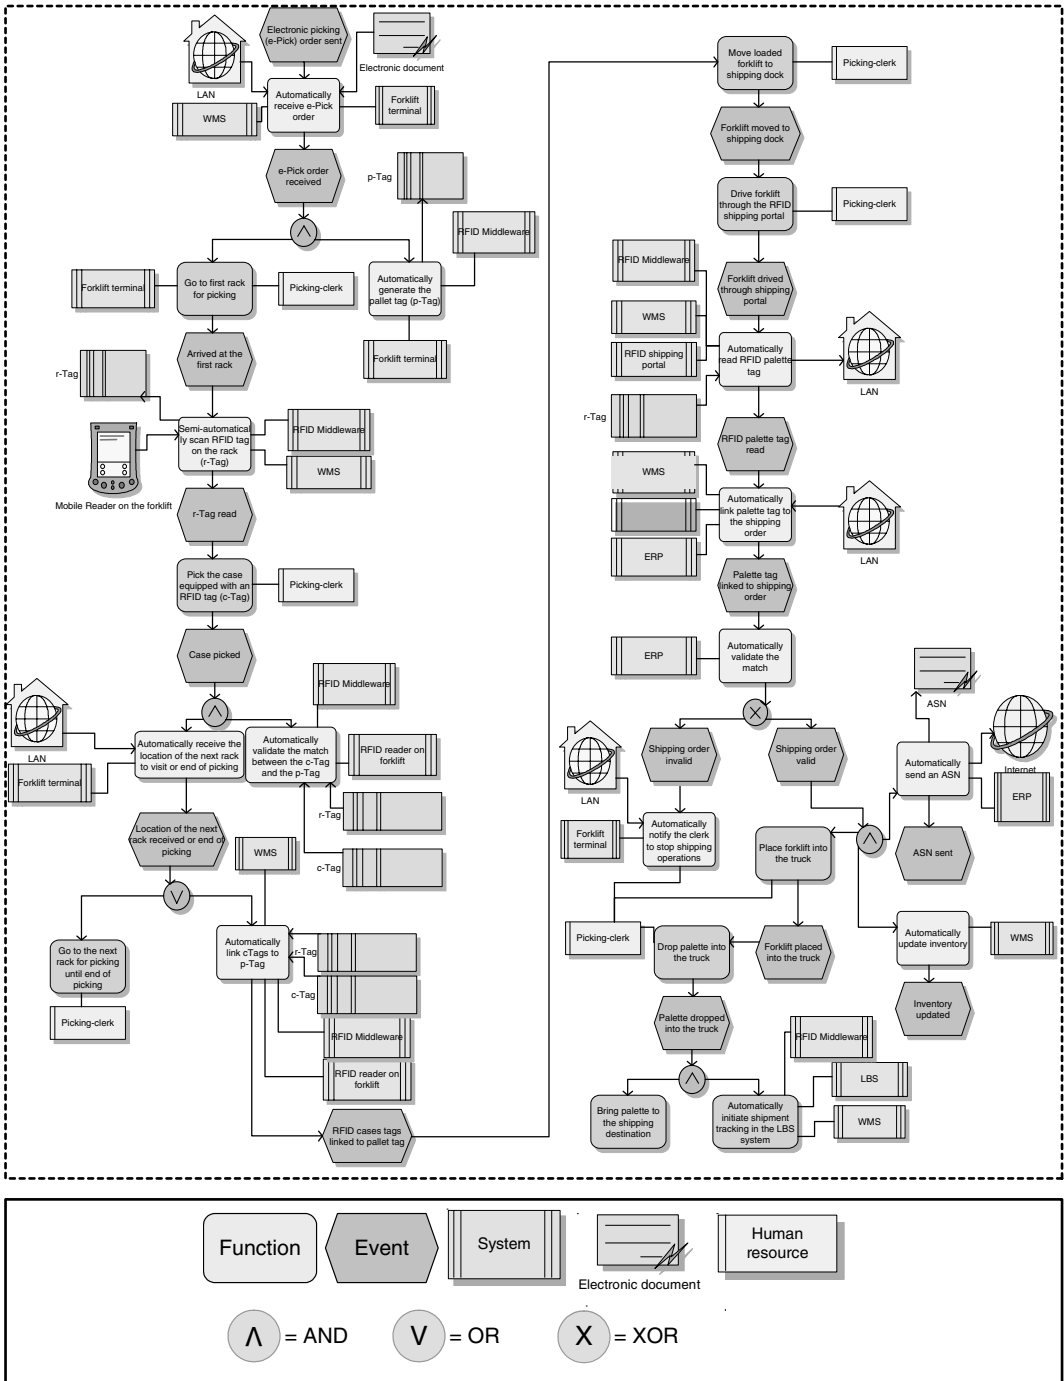 Electronic picking
(e-Pick) order sent
Electronic document
LAN
WMS
Automatically
receive e-Pick
order
Forklift
terminal
e-Pick order
received
p-Tag
Λ
RFID Middleware
Forklift terminal
Go to first rack
for picking
Picking-clerk
Automatically
generate the
pallet tag (p-Tag)
Forklift terminal
Arrived at the
first rack
r-Tag
Semi-automatical
ly scan RFID tag
on the rack
(r-Tag)
RFID Middleware
WMS
Mobile Reader on the forklift
r-Tag read
Pick the case
equipped with an
RFID tag (c-Tag)
Picking-clerk
Case picked
Λ
RFID Middleware
LAN
Forklift terminal
Automatically receive the
location of the next rack
to visit or end of picking
Automatically
validate the match
between the c-Tag
and the p-Tag
RFID reader on
forklift
r-Tag
c-Tag
Location of the next
rack received or end of
picking
WMS
V
Go to the next
rack for picking
until end of
picking
Picking-clerk
Automatically
link cTags to
p-Tag
r-Tag
c-Tag
RFID Middleware
RFID reader on
forklift
RFID cases tags
linked to pallet tag
Move loaded
forklift to
shipping dock
Picking-clerk
Forklift moved to
shipping dock
Drive forklift
through the RFID
shipping portal
Picking-clerk
RFID Middleware
Forklift drived
through shipping
portal
WMS
RFID shipping
portal
Automatically
read RFID palette
tag
LAN
r-Tag
RFID palette tag
read
WMS
Automatically
link palette tag to
the shipping
order
ERP
LAN
Palette tag
linked to shipping
order
ERP
Automatically
validate the
match
X
ASN
Shipping order
invalid
Shipping order
valid
LAN
Automatically
send an ASN
Internet
ERP
Forklift
terminal
Automatically
notify the clerk
to stop shipping
operations
Place forklift into
the truck
Λ
ASN sent
Picking-clerk
Drop palette into
the truck
Forklift placed
into the truck
Automatically
update inventory
WMS
Palette dropped
into the truck
Inventory
updated
RFID Middleware
Λ
LBS
Bring palette to
the shipping
destination
Automatically
initiate shipment
tracking in the LBS
system
WMS
Function
Event
System
Electronic document
Human
resource
Λ = AND
V = OR
X = XOR